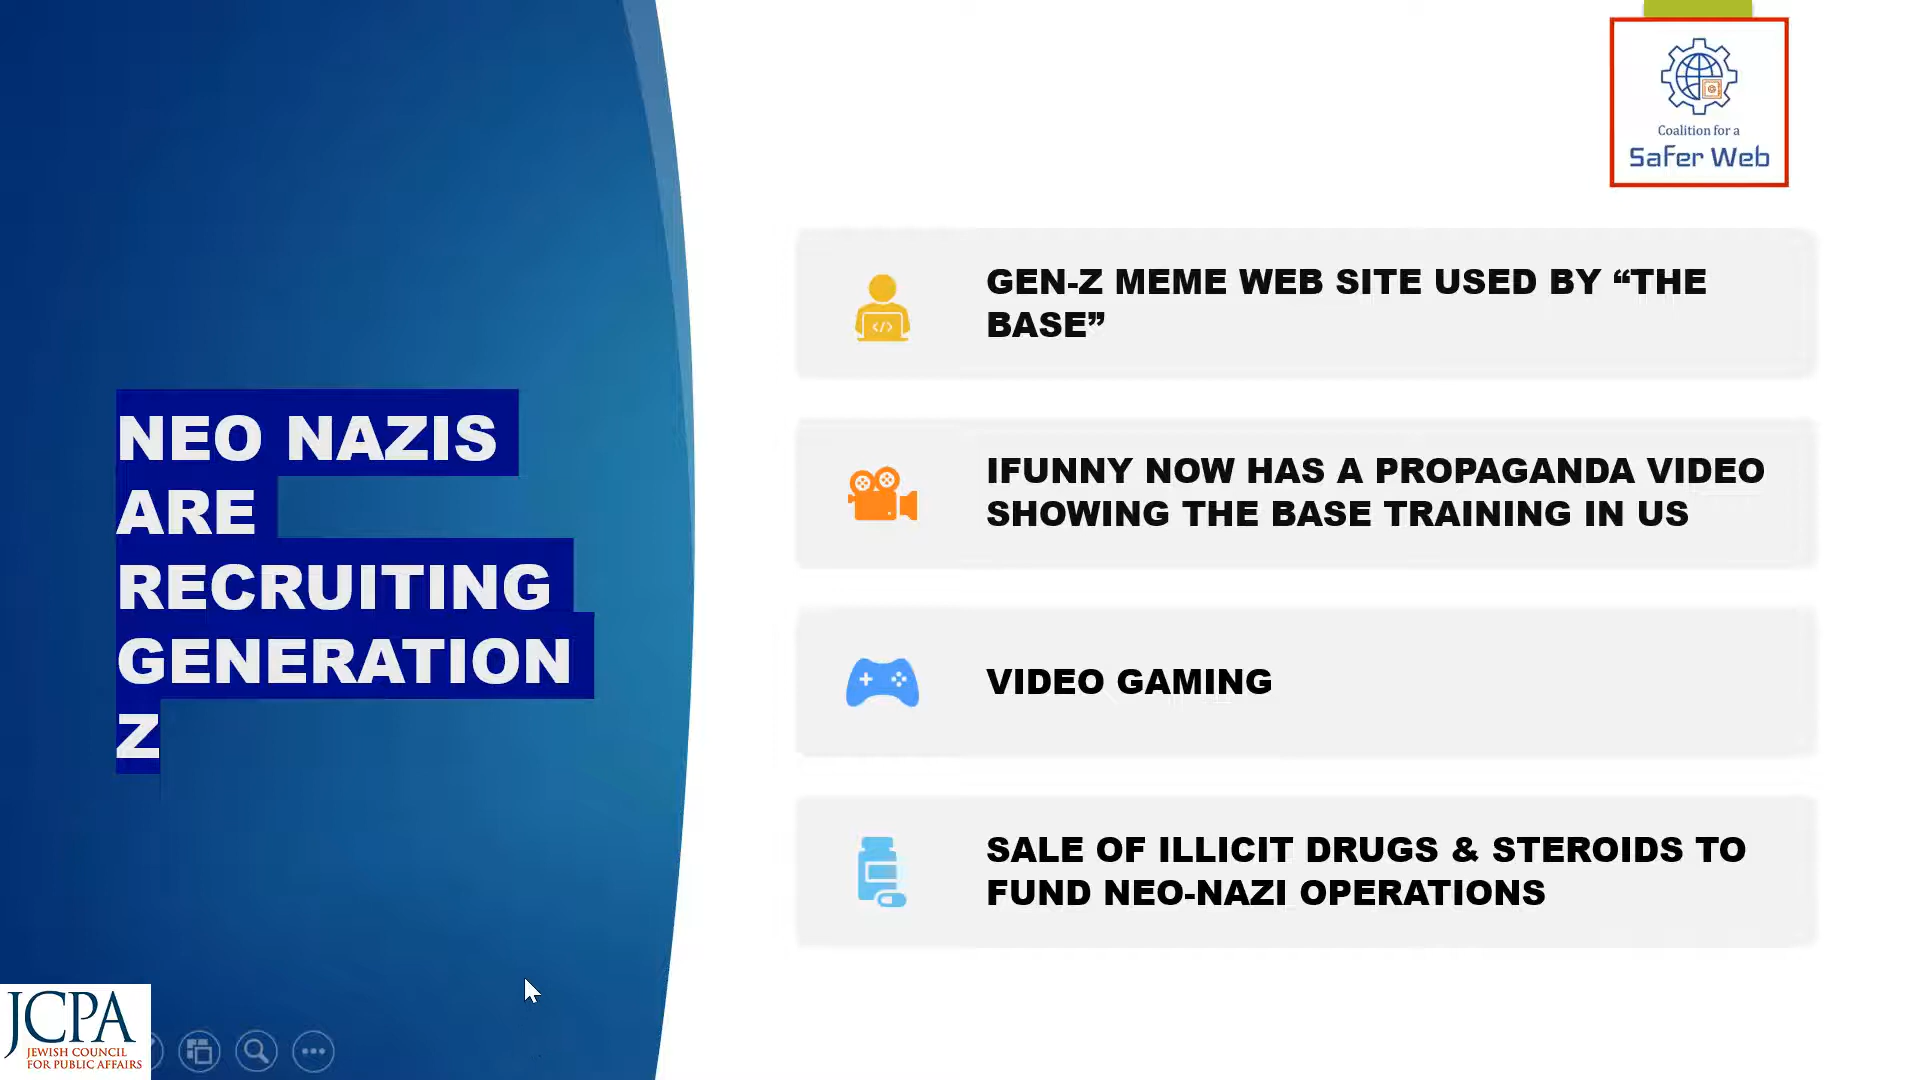 Coalition for a
Safer Web
NEO NAZIS
ARE
RECRUITING
GENERATION
Z
GEN-Z MEME WEB SITE USED BY “THE
BASE”
IFUNNY NOW HAS A PROPAGANDA VIDEO
SHOWING THE BASE TRAINING IN US
VIDEO GAMING
SALE OF ILLICIT DRUGS & STEROIDS TO
FUND NEO-NAZI OPERATIONS
JCPA
JEWISH COUNCIL
FOR PUBLIC AFFAIRS